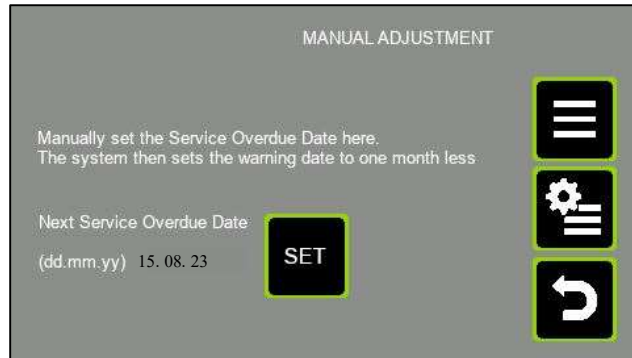 MANUAL ADJUSTMENT
Manually set the Service Overdue Date here.
The system then sets the warning date to one month less
Next Service Overdue Date
(dd.mm.yy) 15. 08. 23
SET